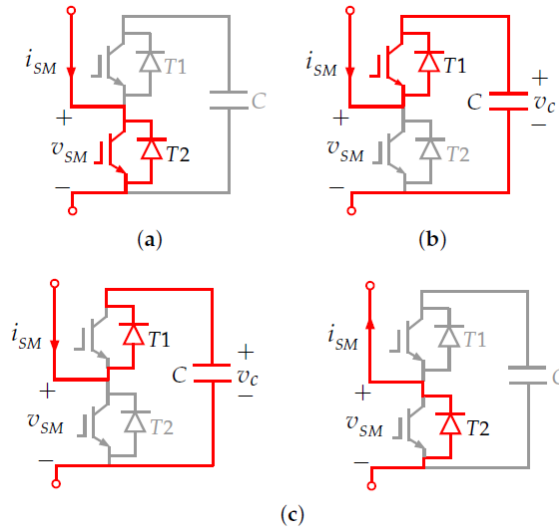 i_SM
T1
C
+
v_SM
T2
−
(a)
i_SM
T1
+
C
v_c
+
−
v_SM
T2
−
(b)
i_SM
T1
+
C
v_c
+
−
v_SM
T2
−
i_SM
T1
C
+
v_SM
T2
−
(c)